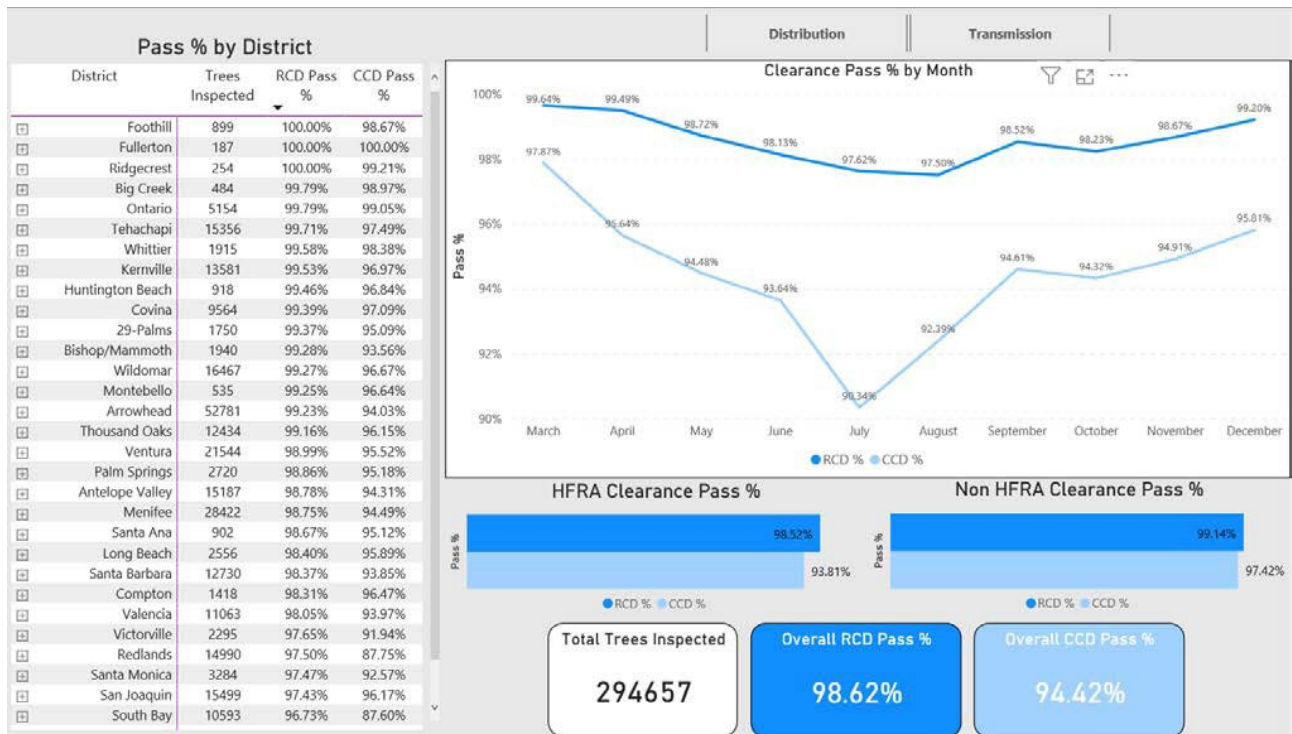 Distribution
Transmission
Pass % by District
District Trees Inspected RCD Pass % CCD Pass %
Foothill 899 100.00% 98.67%
Fullerton 187 100.00% 100.00%
Ridgecrest 254 100.00% 99.21%
Big Creek 484 99.79% 98.97%
Ontario 5154 99.79% 99.05%
Tehachapi 15356 99.71% 97.49%
Whittier 1915 99.58% 98.38%
Kernville 13581 99.53% 96.97%
Huntington Beach 918 99.46% 96.84%
Covina 9564 99.39% 97.09%
29-Palms 1750 99.37% 95.09%
Bishop/Mammoth 1940 99.28% 93.56%
Wildomar 16467 99.27% 96.67%
Montebello 535 99.25% 96.64%
Arrowhead 52781 99.23% 94.03%
Thousand Oaks 12434 99.16% 96.15%
Ventura 21544 98.99% 95.52%
Palm Springs 2720 98.86% 95.18%
Antelope Valley 15187 98.78% 94.31%
Menifee 28422 98.75% 94.49%
Santa Ana 902 98.67% 95.12%
Long Beach 2556 98.40% 95.89%
Santa Barbara 12730 98.37% 93.85%
Compton 1418 98.31% 96.47%
Valencia 11063 98.05% 93.97%
Victorville 2295 97.65% 91.94%
Redlands 14990 97.50% 87.75%
Santa Monica 3284 97.47% 92.57%
San Joaquin 15499 97.43% 96.17%
South Bay 10593 96.73% 87.60%
Clearance Pass % by Month
Pass %
100%
98%
96%
94%
92%
90%
99.64% 99.49% 98.72% 98.13% 97.62% 97.50% 98.52% 98.23% 98.67% 99.20%
97.87% 95.64% 94.48% 93.64% 90.34% 92.39% 94.61% 94.32% 94.91% 95.81%
March April May June July August September October November December
RCD % CCD %
HFRA Clearance Pass %
Pass %
98.52%
93.81%
RCD % CCD %
Non HFRA Clearance Pass %
Pass %
99.14%
97.42%
RCD % CCD %
Total Trees Inspected
294657
Overall RCD Pass %
98.62%
Overall CCD Pass %
94.42%